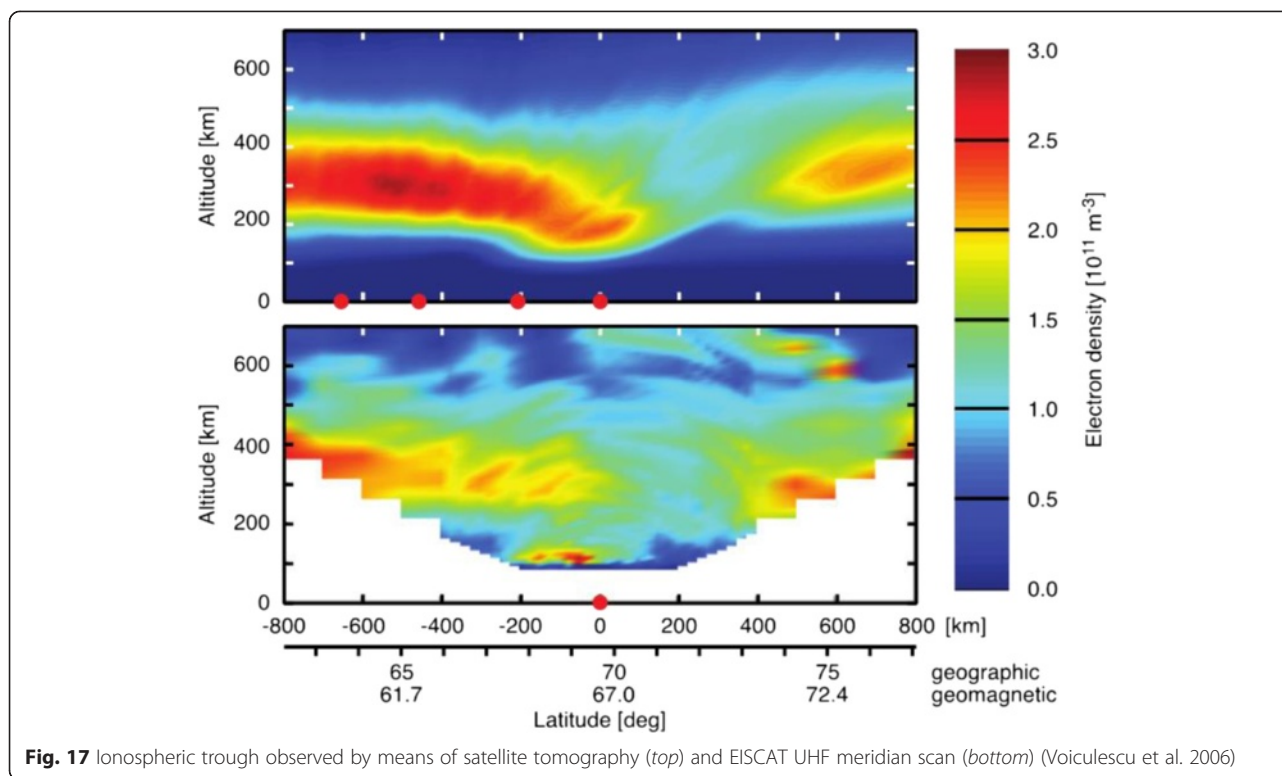 600
400
200
0
Altitude [km]
600
400
200
0
Altitude [km]
-800 -600 -400 -200 0 200 400 600 800 [km]
65 70 75 geographic
61.7 67.0 72.4 geomagnetic
Latitude [deg]
3.0
2.5
2.0
1.5
1.0
0.5
0.0
Electron density [10¹¹ m⁻³]
Fig. 17 Ionospheric trough observed by means of satellite tomography (top) and EISCAT UHF meridian scan (bottom) (Voiculescu et al. 2006)